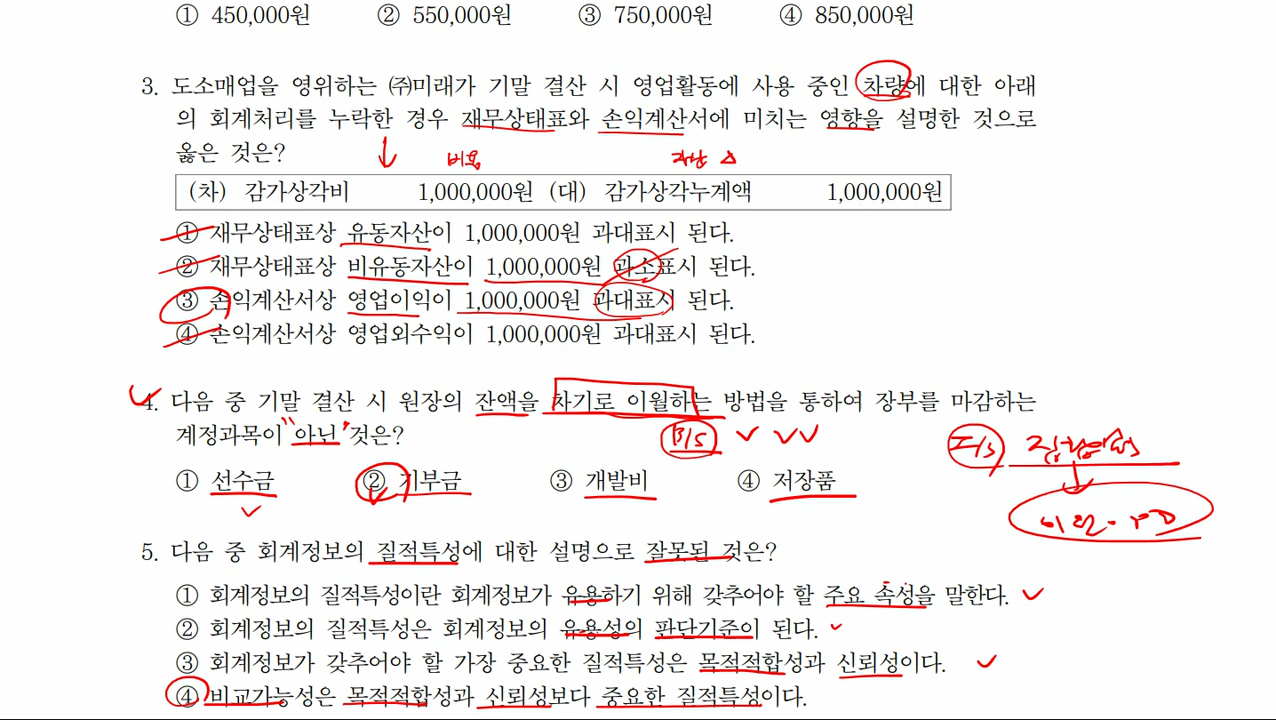 ① 450,000원 ② 550,000원 ③ 750,000원 ④ 850,000원
3. 도소매업을 영위하는 ㈜미래가 기말 결산 시 영업활동에 사용 중인 차량에 대한 아래
의 회계처리를 누락한 경우 재무상태표와 손익계산서에 미치는 영향을 설명한 것으로
옳은 것은?
비용 자산 △
(차) 감가상각비 1,000,000원 (대) 감가상각누계액 1,000,000원
① 재무상태표상 유동자산이 1,000,000원 과대표시 된다.
② 재무상태표상 비유동자산이 1,000,000원 과소표시 된다.
③ 손익계산서상 영업이익이 1,000,000원 과대표시 된다.
④ 손익계산서상 영업외수익이 1,000,000원 과대표시 된다.
4. 다음 중 기말 결산 시 원장의 잔액을 차기로 이월하는 방법을 통하여 장부를 마감하는
계정과목이 "아닌" 것은?
B/S I/S
① 선수금 ② 기부금 ③ 개발비 ④ 저장품
5. 다음 중 회계정보의 질적특성에 대한 설명으로 잘못된 것은?
① 회계정보의 질적특성이란 회계정보가 유용하기 위해 갖추어야 할 주요 속성을 말한다.
② 회계정보의 질적특성은 회계정보의 유용성의 판단기준이 된다.
③ 회계정보가 갖추어야 할 가장 중요한 질적특성은 목적적합성과 신뢰성이다.
④ 비교가능성은 목적적합성과 신뢰성보다 중요한 질적특성이다.